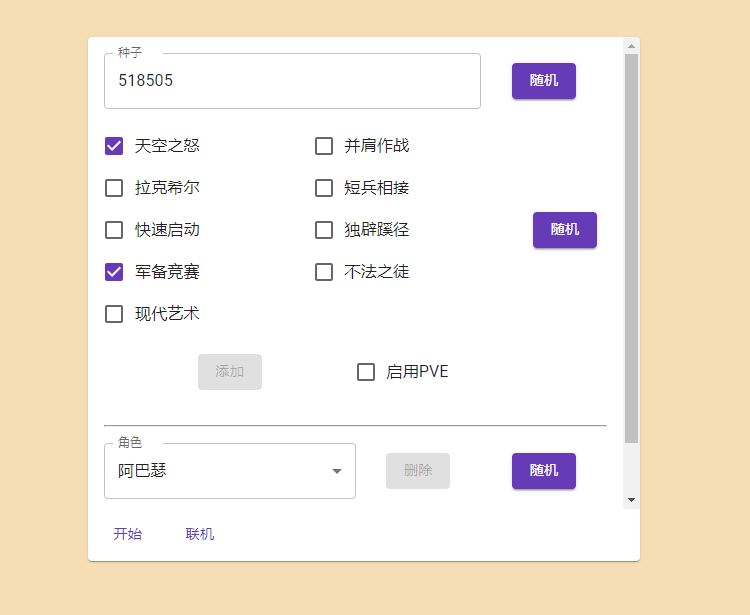 种子
518505
随机
天空之怒
并肩作战
拉克希尔
短兵相接
快速启动
独辟蹊径
随机
军备竞赛
不法之徒
现代艺术
添加
启用PVE
角色
阿巴瑟
删除
随机
开始
联机